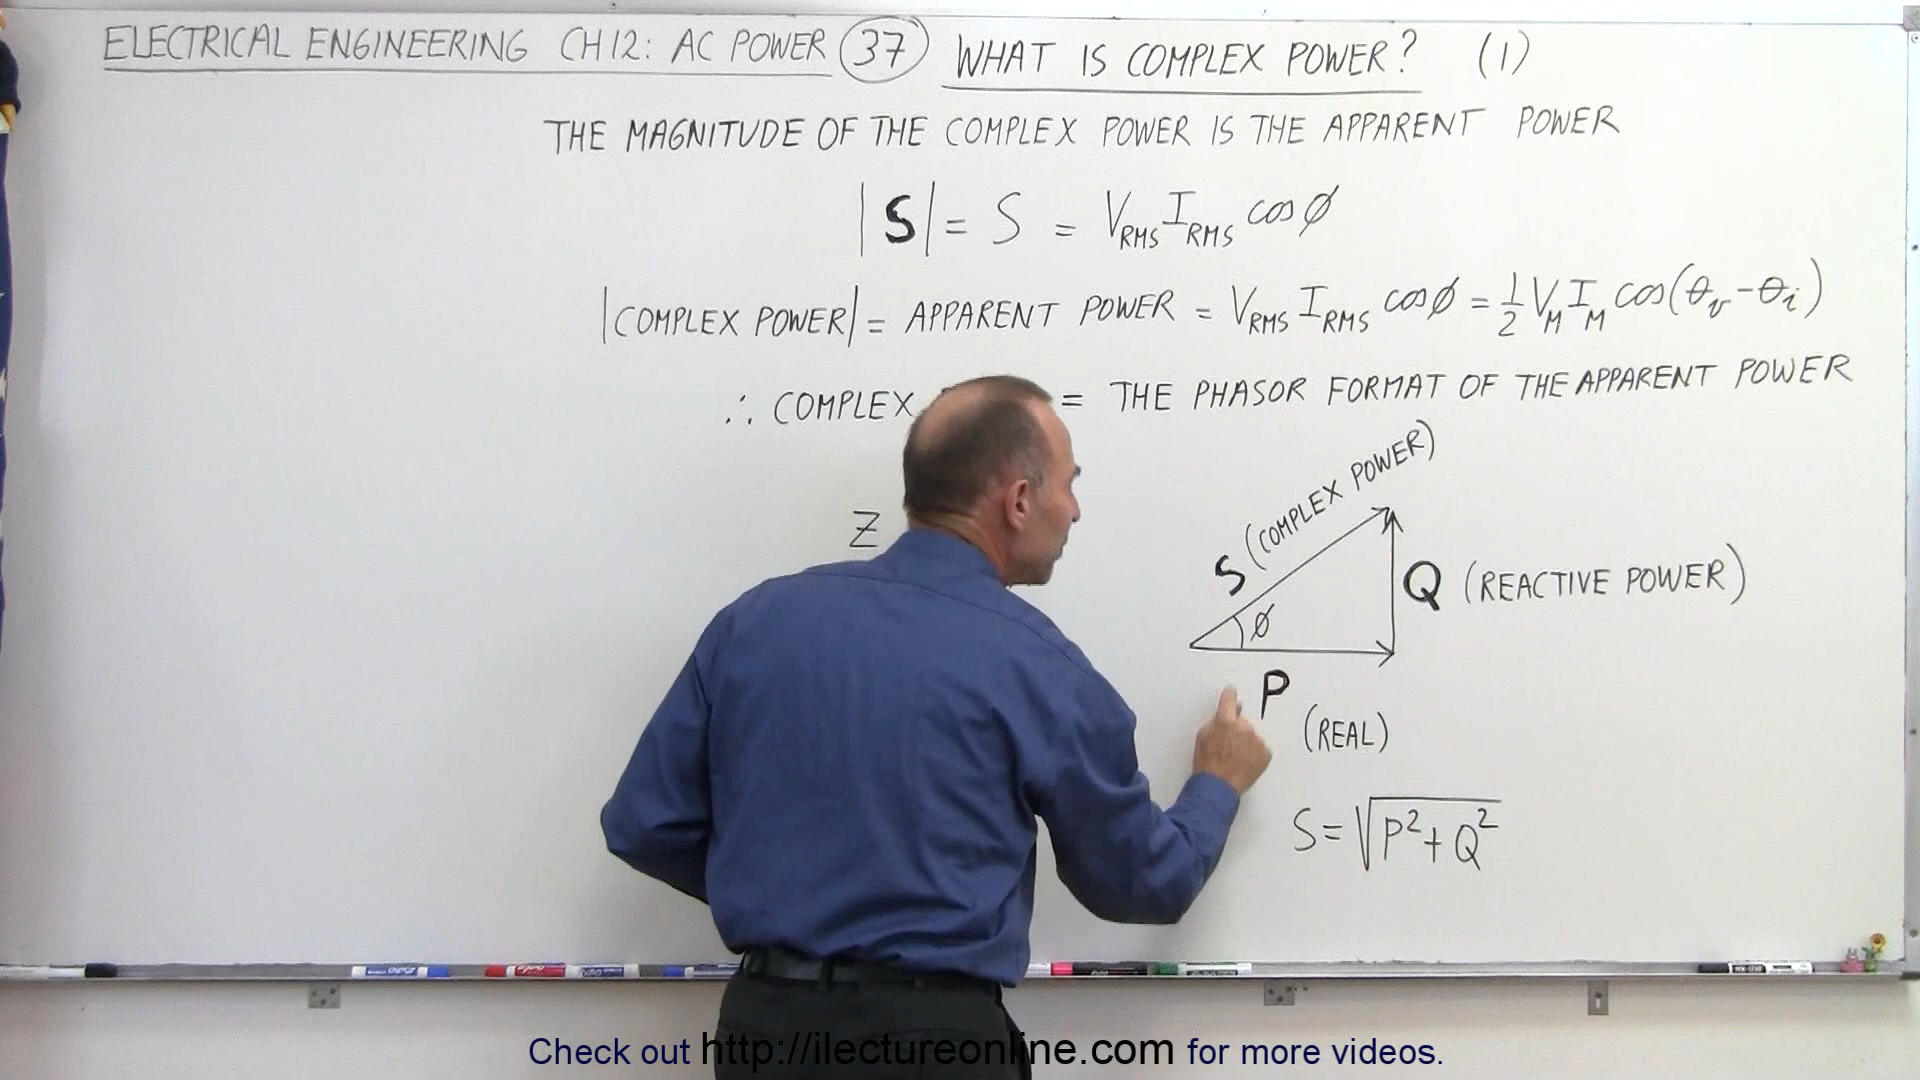 ELECTRICAL ENGINEERING CH 12: AC POWER 37 WHAT IS COMPLEX POWER? (1)
THE MAGNITUDE OF THE COMPLEX POWER IS THE APPARENT POWER
|S| = S = V_RMS I_RMS cos ø
|COMPLEX POWER| = APPARENT POWER = V_RMS I_RMS cos ø = 1/2 V_M I_M cos(θ_v - θ_i)
∴ COMPLEX = THE PHASOR FORMAT OF THE APPARENT POWER
Z
S (COMPLEX POWER)
Q (REACTIVE POWER)
ø
P
(REAL)
S = √(P² + Q²)
Check out http://ilectureonline.com for more videos.